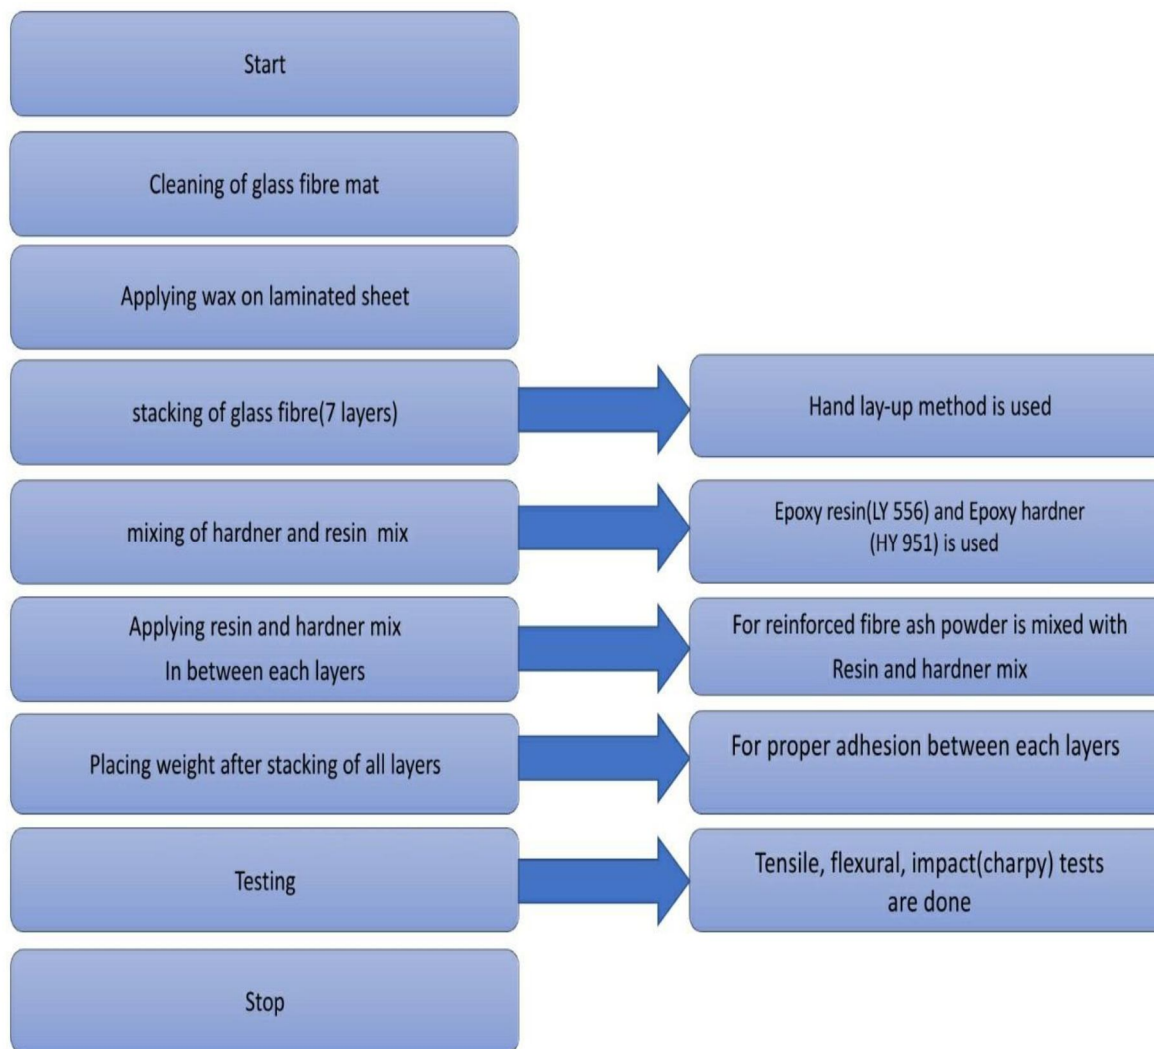 Start
Cleaning of glass fibre mat
Applying wax on laminated sheet
stacking of glass fibre(7 layers)
Hand lay-up method is used
mixing of hardner and resin mix
Epoxy resin(LY 556) and Epoxy hardner
(HY 951) is used
Applying resin and hardner mix
In between each layers
For reinforced fibre ash powder is mixed with
Resin and hardner mix
Placing weight after stacking of all layers
For proper adhesion between each layers
Testing
Tensile, flexural, impact(charpy) tests
are done
Stop